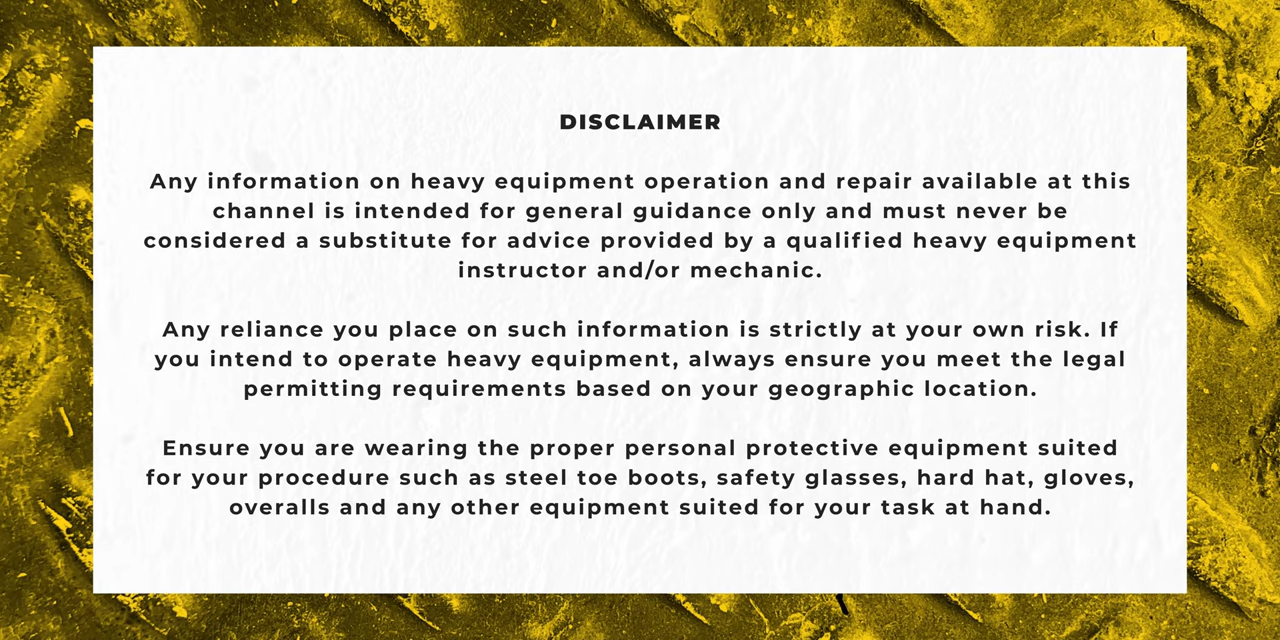 DISCLAIMER
Any information on heavy equipment operation and repair available at this
channel is intended for general guidance only and must never be
considered a substitute for advice provided by a qualified heavy equipment
instructor and/or mechanic.
Any reliance you place on such information is strictly at your own risk. If
you intend to operate heavy equipment, always ensure you meet the legal
permitting requirements based on your geographic location.
Ensure you are wearing the proper personal protective equipment suited
for your procedure such as steel toe boots, safety glasses, hard hat, gloves,
overalls and any other equipment suited for your task at hand.